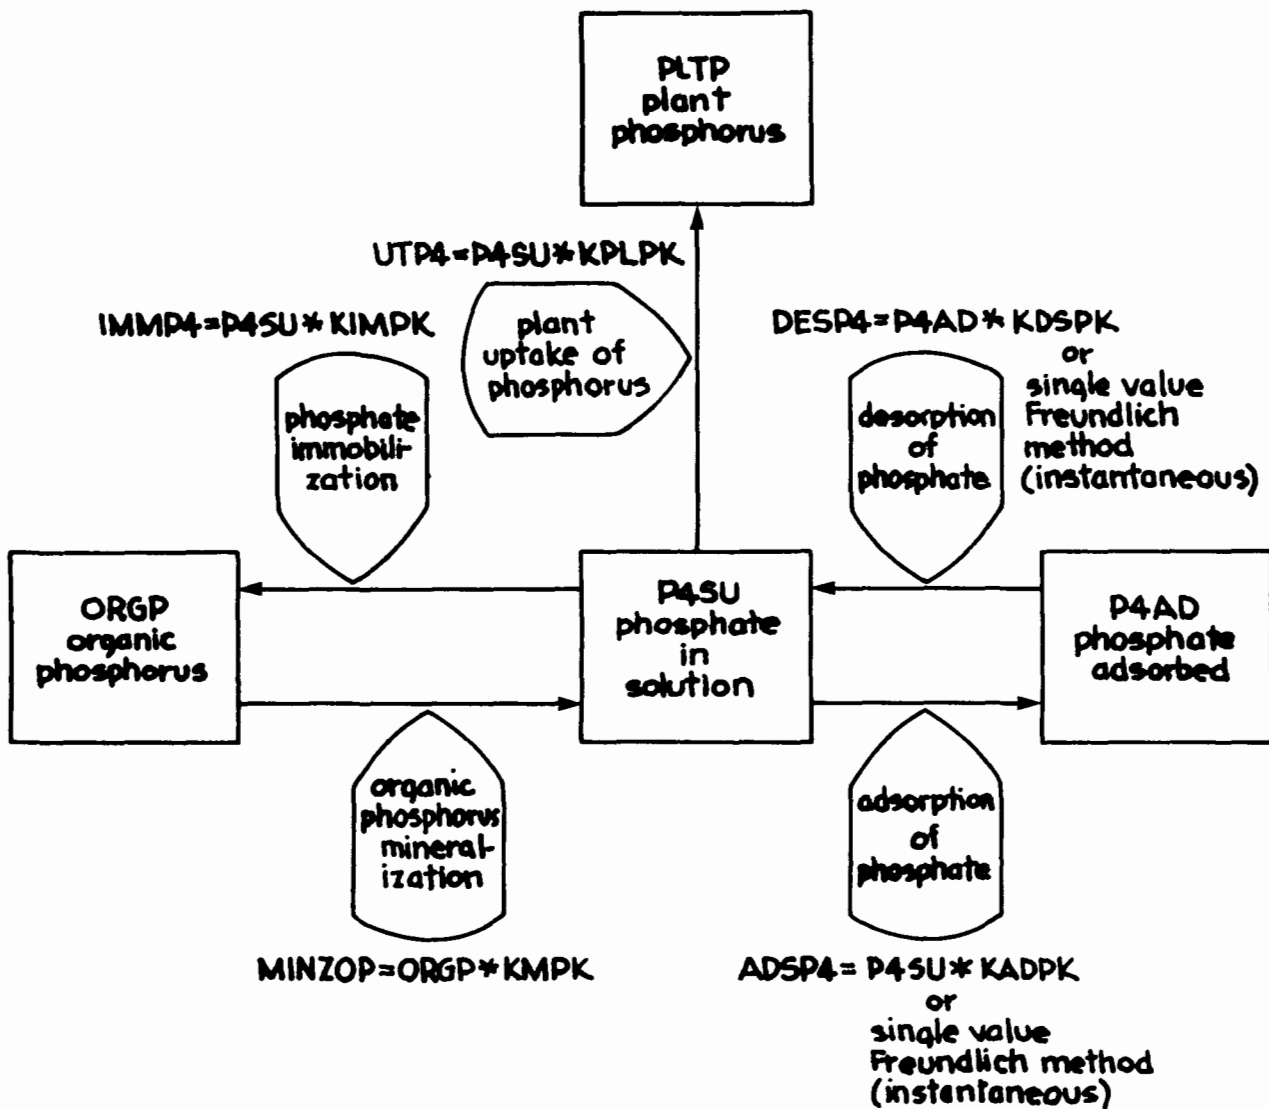 PLTP
plant
phosphorus
UTP4=P4SU*KPLPK
plant
uptake of
phosphorus
IMMP4=P4SU*KIMPK
phosphate
immobili-
zation
DESP4=P4AD*KDSPK
or
single value
Freundlich
method
(instantaneous)
desorption
of
phosphate
ORGP
organic
phosphorus
P4SU
phosphate
in
solution
P4AD
phosphate
adsorbed
organic
phosphorus
mineral-
ization
MINZOP=ORGP*KMPK
adsorption
of
phosphate
ADSP4= P4SU*KADPK
or
single value
Freundlich method
(instantaneous)